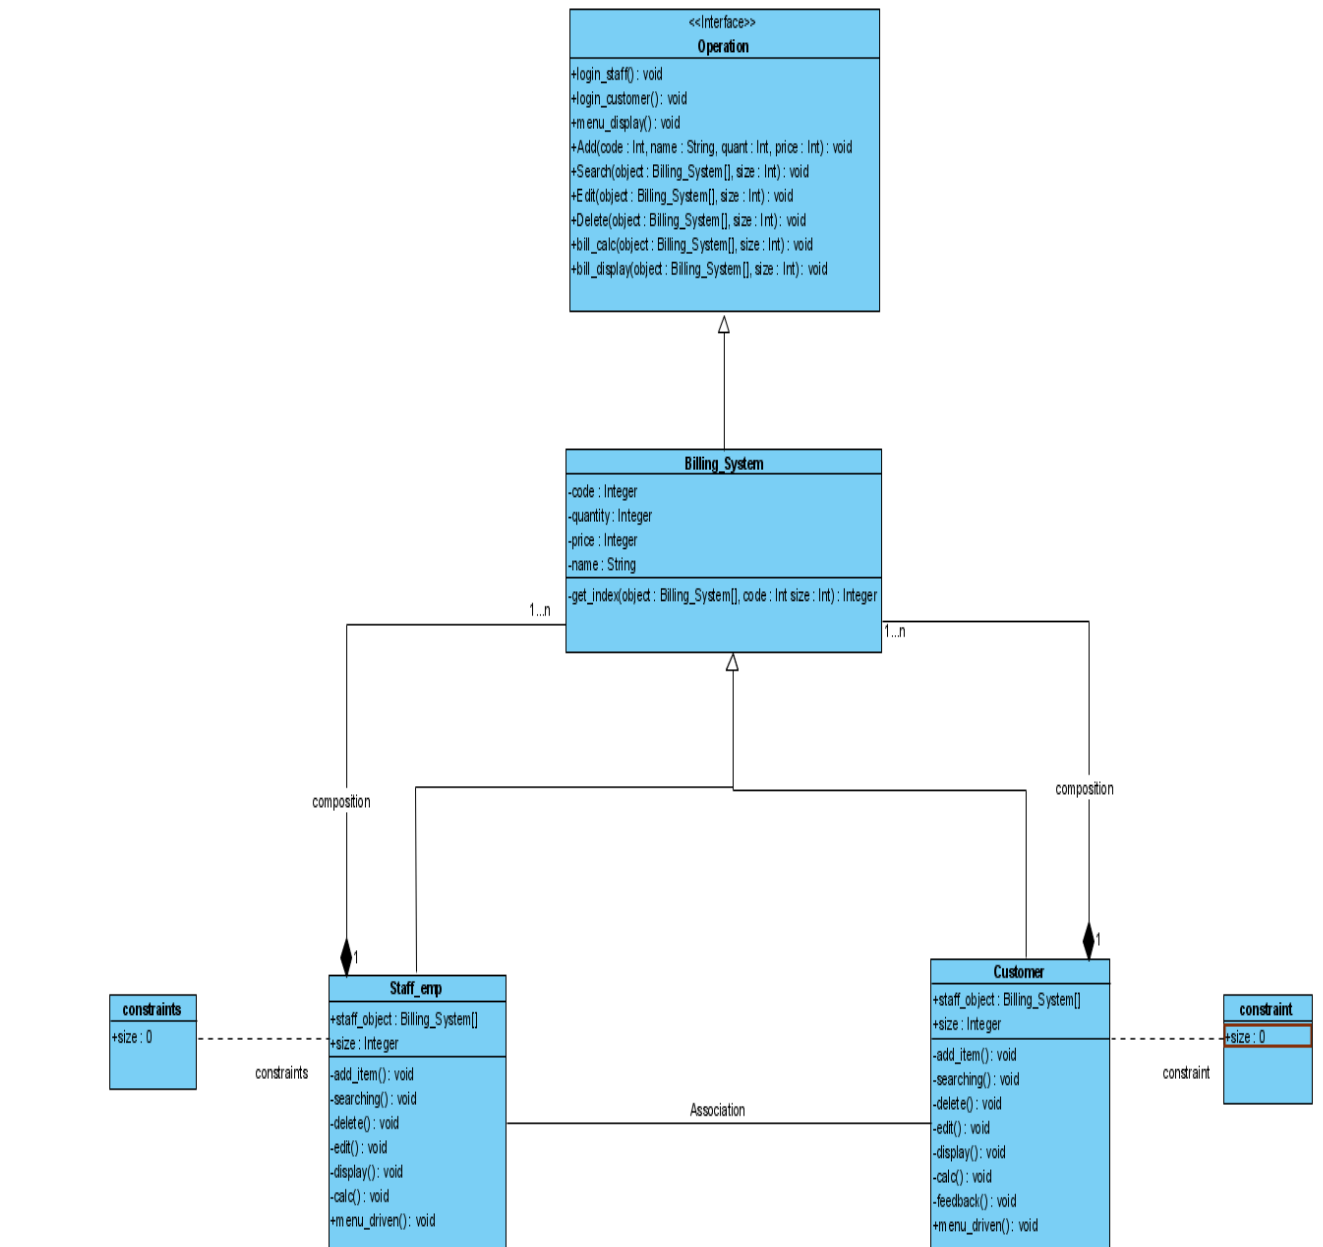 <<Interface>>
Operation
+login_staff() : void
+login_customer() : void
+menu_display() : void
+Add(code : Int, name : String, quant : Int, price : Int) : void
+Search(object : Billing_System[], size : Int) : void
+Edit(object : Billing_System[], size : Int) : void
+Delete(object : Billing_System[], size : Int) : void
+bill_calc(object : Billing_System[], size : Int) : void
+bill_display(object : Billing_System[], size : Int) : void
Billing_System
-code : Integer
-quantity : Integer
-price : Integer
-name : String
-get_index(object : Billing_System[], code : Int size : Int) : Integer
1...n
1...n
composition
composition
1
1
Staff_emp
+staff_object : Billing_System[]
+size : Integer
-add_item() : void
-searching() : void
-delete() : void
-edit() : void
-display() : void
-calc() : void
+menu_driven() : void
Customer
+staff_object : Billing_System[]
+size : Integer
-add_item() : void
-searching() : void
-delete() : void
-edit() : void
-display() : void
-calc() : void
-feedback() : void
+menu_driven() : void
constraints
+size : 0
constraints
Association
constraint
+size : 0
constraint